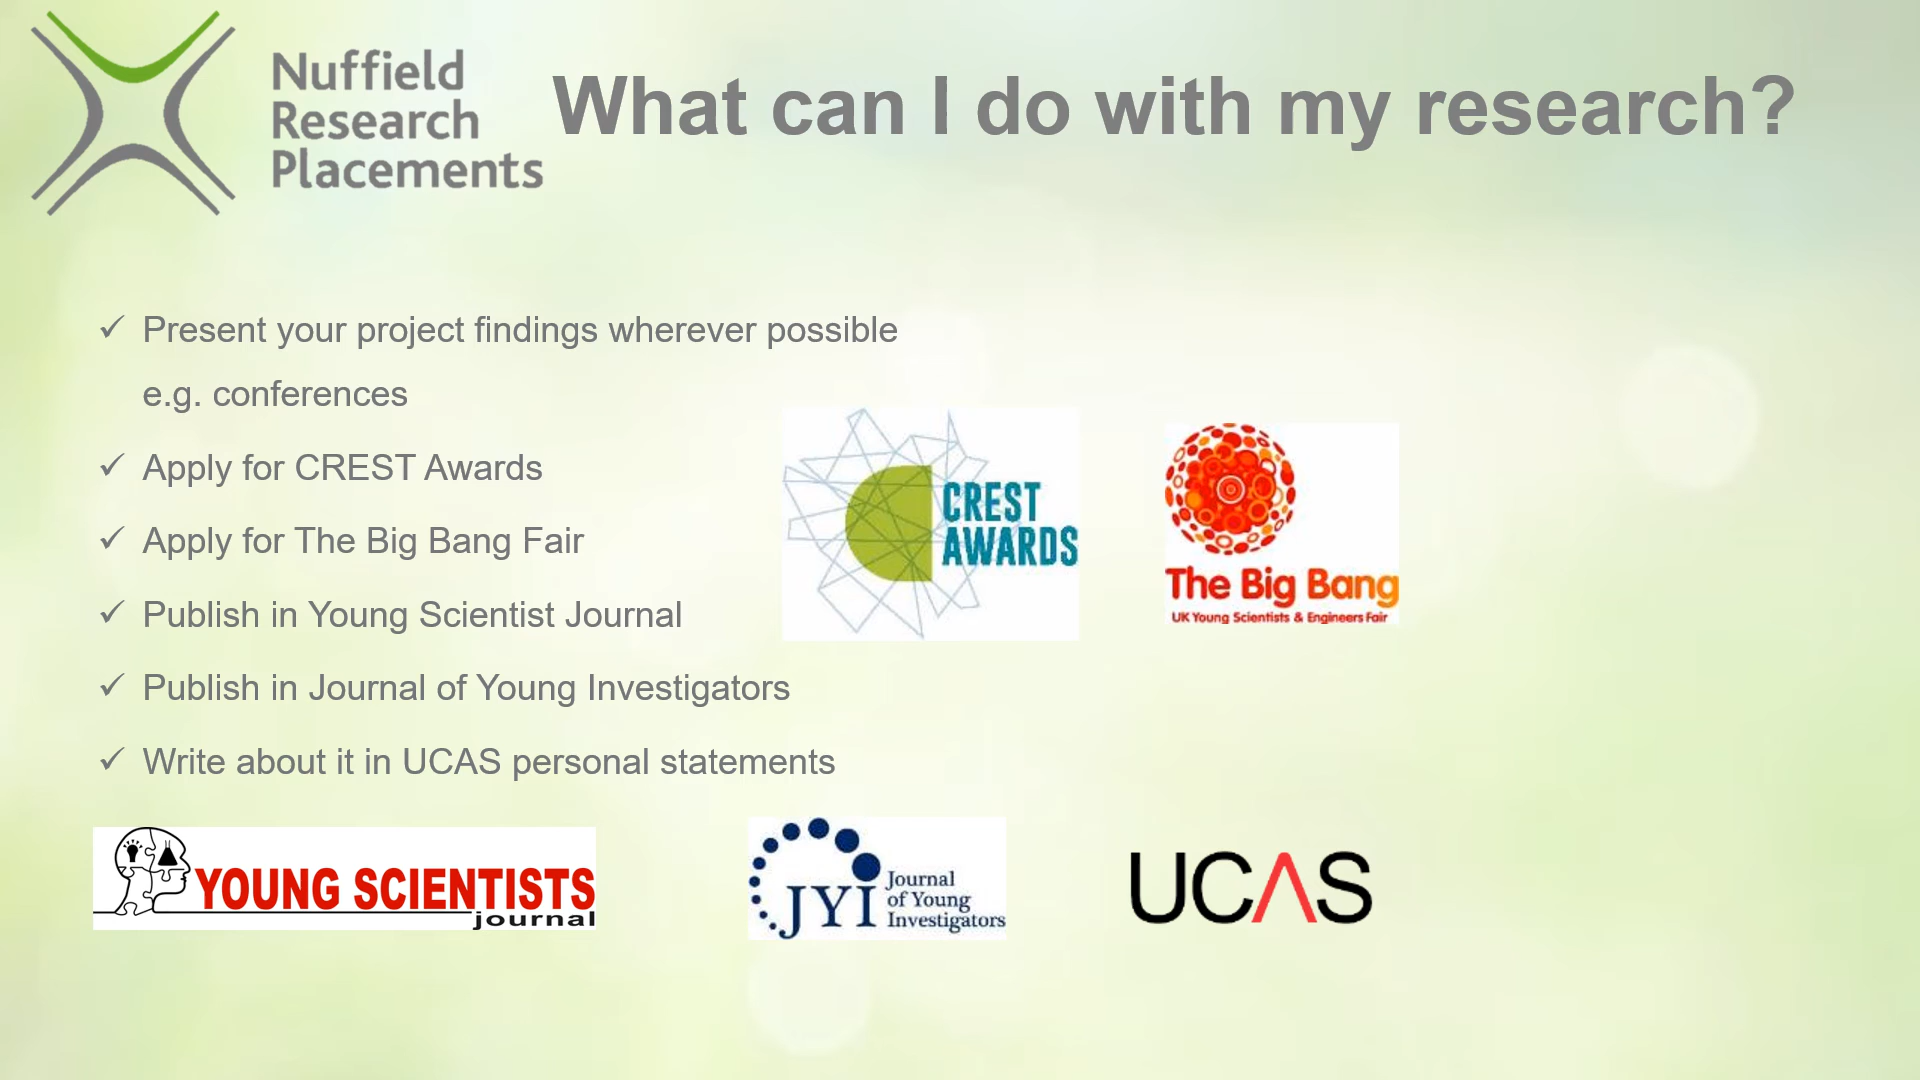 Nuffield
Research
Placements
What can I do with my research?
✓ Present your project findings wherever possible
e.g. conferences
✓ Apply for CREST Awards
✓ Apply for The Big Bang Fair
✓ Publish in Young Scientist Journal
✓ Publish in Journal of Young Investigators
✓ Write about it in UCAS personal statements
CREST
AWARDS
The Big Bang
UK Young Scientists & Engineers Fair
YOUNG SCIENTISTS
journal
JYI
Journal
of Young
Investigators
UCAS